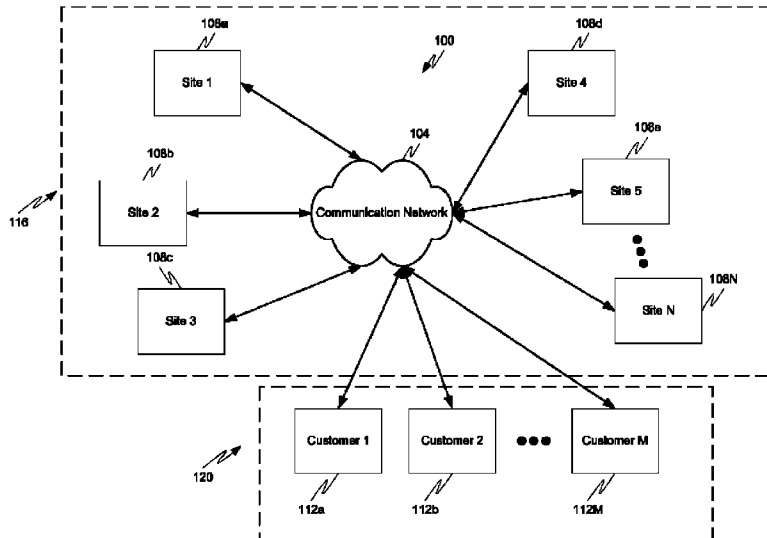 108a
108d
100
Site 1
Site 4
104
108b
108e
Communication Network
Site 2
Site 5
116
108c
108N
Site 3
Site N
Customer 1
Customer 2
Customer M
120
112a
112b
112M